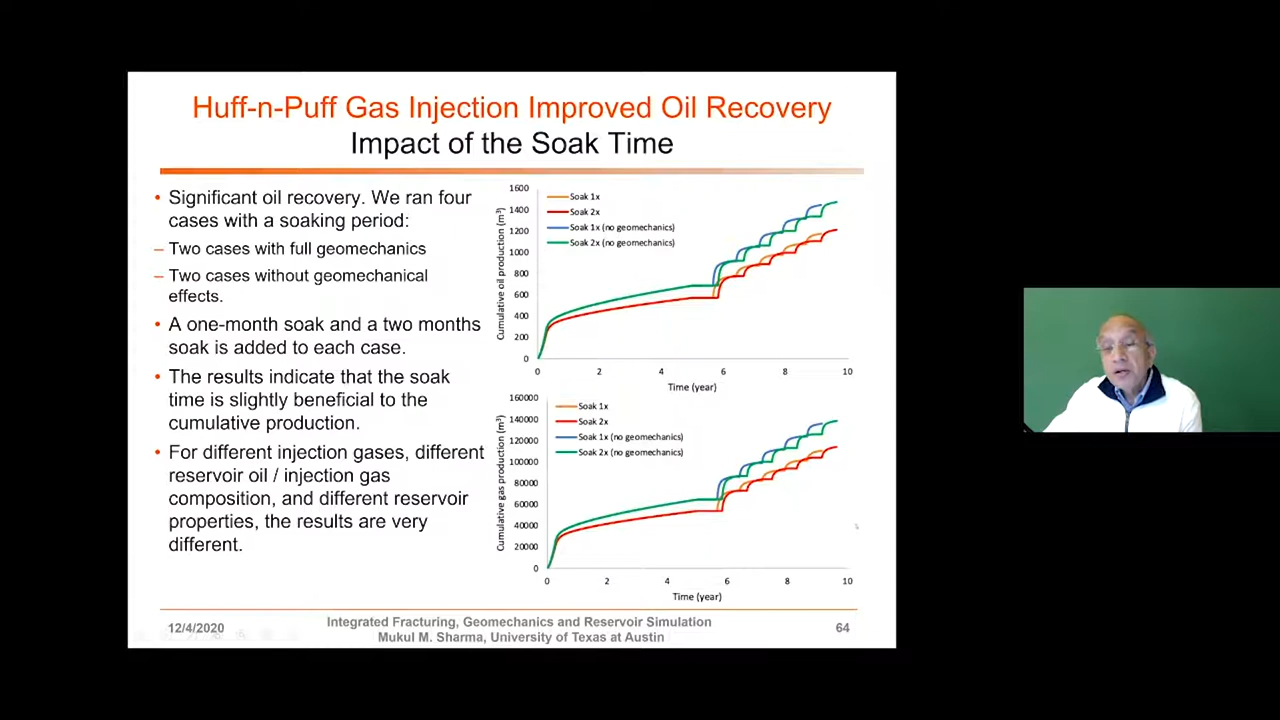 Huff-n-Puff Gas Injection Improved Oil Recovery
Impact of the Soak Time
• Significant oil recovery. We ran four
cases with a soaking period:
– Two cases with full geomechanics
– Two cases without geomechanical
effects.
• A one-month soak and a two months
soak is added to each case.
• The results indicate that the soak
time is slightly beneficial to the
cumulative production.
• For different injection gases, different
reservoir oil / injection gas
composition, and different reservoir
properties, the results are very
different.
Cumulative oil production (m³)
1600
1400
1200
1000
800
600
400
200
0
Soak 1x
Soak 2x
Soak 1x (no geomechanics)
Soak 2x (no geomechanics)
0 2 4 6 8 10
Time (year)
Cumulative gas production (m³)
160000
140000
120000
100000
80000
60000
40000
20000
0
Soak 1x
Soak 2x
Soak 1x (no geomechanics)
Soak 2x (no geomechanics)
0 2 4 6 8 10
Time (year)
12/4/2020
Integrated Fracturing, Geomechanics and Reservoir Simulation
Mukul M. Sharma, University of Texas at Austin
64